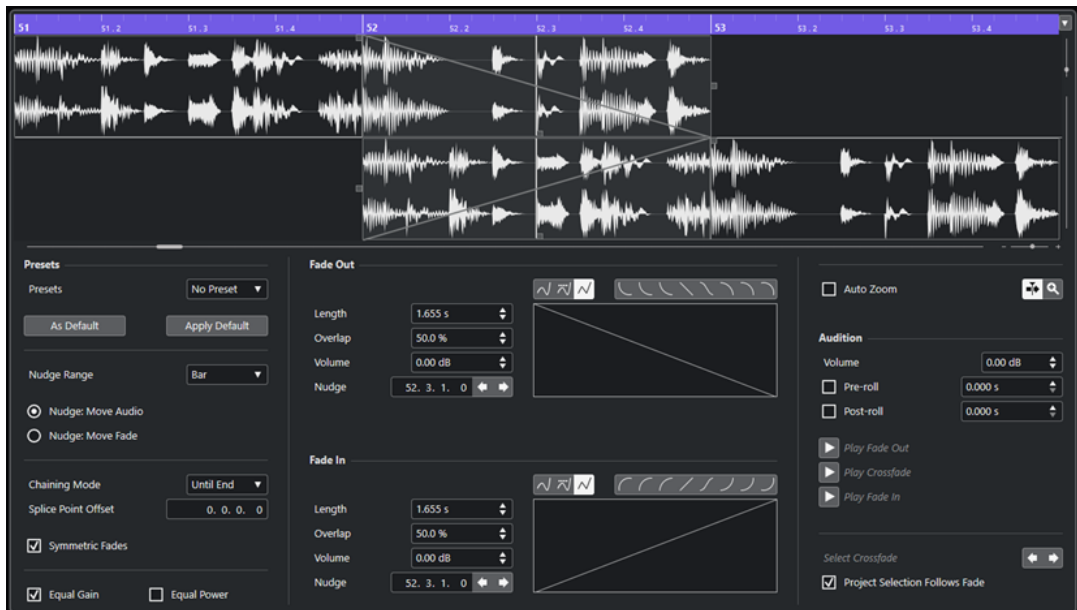 51 51.2 51.3 51.4 52 52.2 52.3 52.4 53 53.2 53.3 53.4
- +
Presets
Presets No Preset
As Default Apply Default
Nudge Range Bar
Nudge: Move Audio
Nudge: Move Fade
Chaining Mode Until End
Splice Point Offset 0. 0. 0. 0
Symmetric Fades
Equal Gain Equal Power
Fade Out
Length 1.655 s
Overlap 50.0 %
Volume 0.00 dB
Nudge 52. 3. 1. 0
Fade In
Length 1.655 s
Overlap 50.0 %
Volume 0.00 dB
Nudge 52. 3. 1. 0
Auto Zoom
Audition
Volume 0.00 dB
Pre-roll 0.000 s
Post-roll 0.000 s
Play Fade Out
Play Crossfade
Play Fade In
Select Crossfade
Project Selection Follows Fade